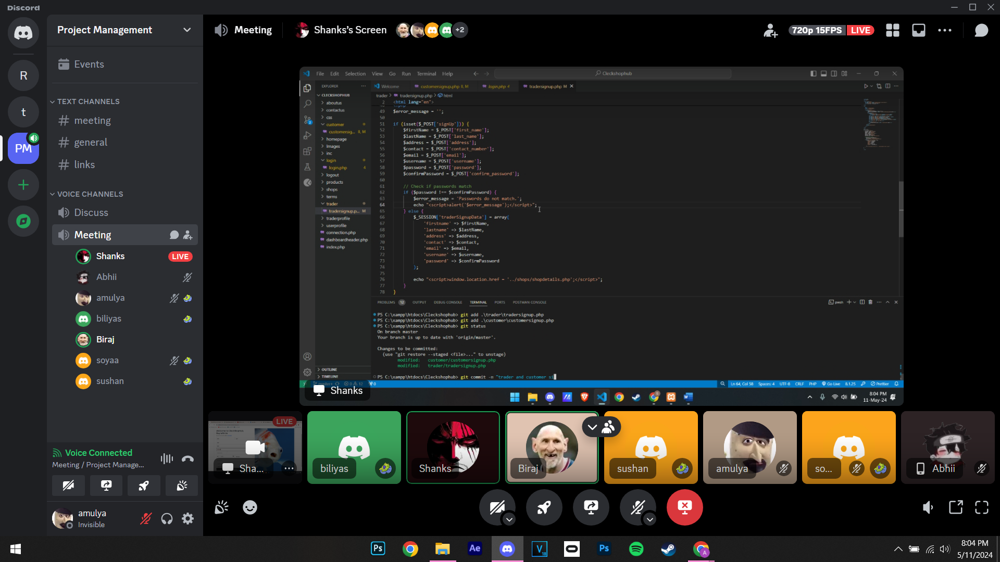 Discord
Project Management
Meeting
Shanks's Screen
+2
720p 15FPS
LIVE
R
t
PM
Events
TEXT CHANNELS
meeting
general
links
VOICE CHANNELS
Discuss
Meeting
Shanks
LIVE
Abhii
amulya
biliyas
Biraj
soyaa
sushan
Voice Connected
Meeting / Project Manage...
amulya
Invisible
File Edit Selection View Go Run Terminal Help
Cleckshophub
EXPLORER
Welcome
customersignup.php 8, M
login.php 4
tradersignup.php M
CLECKSHOPHUB
aboutus
contactus
css
customer
customersig... 8, M
homepage
Images
inc
login
login.php 4
logout
products
shops
terms
trader
tradersignup.p... M
traderprofile
userprofile
connection.php
dashboardheader.php
index.php
OUTLINE
TIMELINE
trader > tradersignup.php > html
2 <html lang="en">
49 $error_message = '';
50
51 if (isset($_POST['signUp'])) {
52 $firstName = $_POST['first_name'];
53 $lastName = $_POST['last_name'];
54 $address = $_POST['address'];
55 $contact = $_POST['contact_number'];
56 $email = $_POST['email'];
57 $username = $_POST['username'];
58 $password = $_POST['password'];
59 $confirmPassword = $_POST['confirm_password'];
60
61 // Check if passwords match
62 if ($password !== $confirmPassword) {
63 $error_message = 'Passwords do not match.';
64 echo "<script>alert('$error_message');</script>";
65 } else {
66 $_SESSION['traderSignupData'] = array(
67 'firstname' => $firstName,
68 'lastname' => $lastName,
69 'address' => $address,
70 'contact' => $contact,
71 'email' => $email,
72 'username' => $username,
73 'password' => $confirmPassword
74 );
75
76 echo "<script>window.location.href = '../shops/shopdetails.php';</script>";
77 }
78 }
PROBLEMS 12 OUTPUT DEBUG CONSOLE TERMINAL PORTS POSTMAN CONSOLE
pwsh
PS C:\xampp\htdocs\Cleckshophub> git add .\trader\tradersignup.php
PS C:\xampp\htdocs\Cleckshophub> git add .\customer\customersignup.php
PS C:\xampp\htdocs\Cleckshophub> git status
On branch master
Your branch is up to date with 'origin/master'.
Changes to be committed:
(use "git restore --staged <file>..." to unstage)
modified: customer/customersignup.php
modified: trader/tradersignup.php
PS C:\xampp\htdocs\Cleckshophub> git commit -m "trader and customer si
Ln 64, Col 58 Spaces: 4 UTF-8 CRLF PHP Go Live 8.1.25 Prettier
Shanks
8:04 PM
11-May-24
LIVE
Sha...
biliyas
Shanks
Biraj
sushan
amulya
so...
Abhii
Ps
Ae
V
18
Ps
A
8:04 PM
5/11/2024